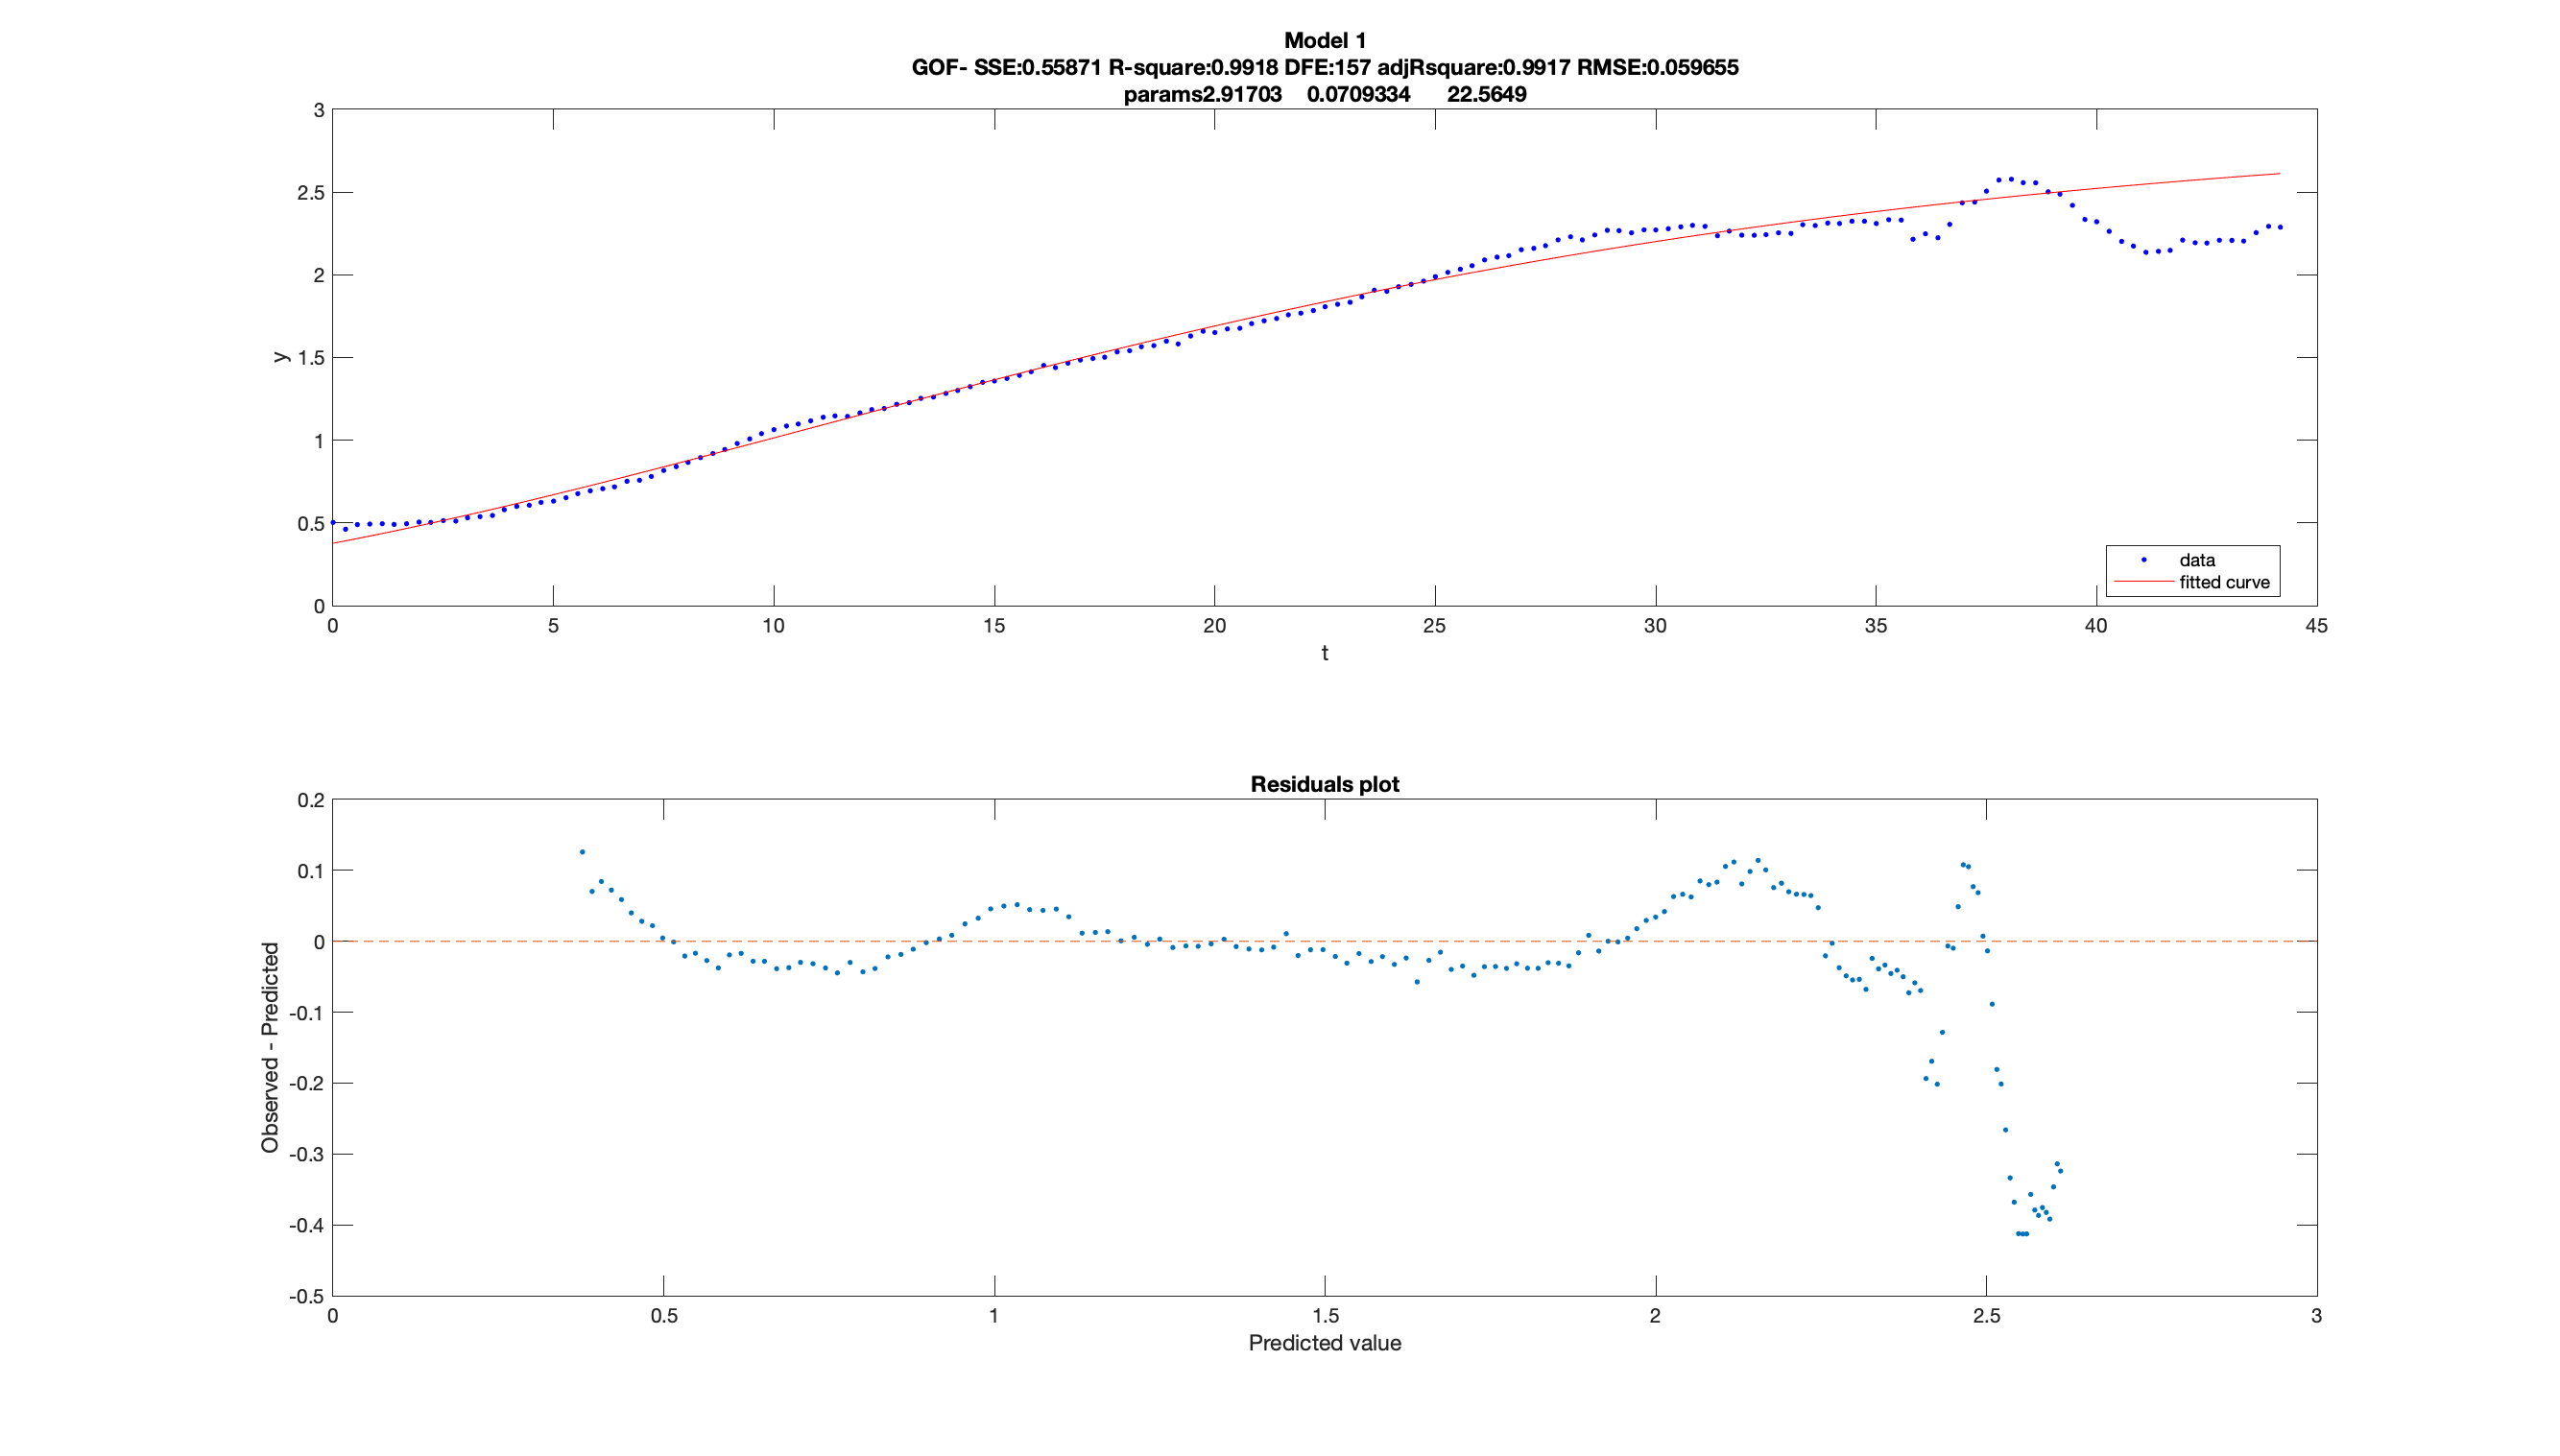 Model 1
GOF- SSE:0.55871 R-square:0.9918 DFE:157 adjRsquare:0.9917 RMSE:0.059655
params2.91703 0.0709334 22.5649
3
2.5
2
1.5
1
0.5
0
y
0 5 10 15 20 25 30 35 40 45
t
data
fitted curve
Residuals plot
0.2
0.1
0
-0.1
-0.2
-0.3
-0.4
-0.5
Observed - Predicted
0 0.5 1 1.5 2 2.5 3
Predicted value